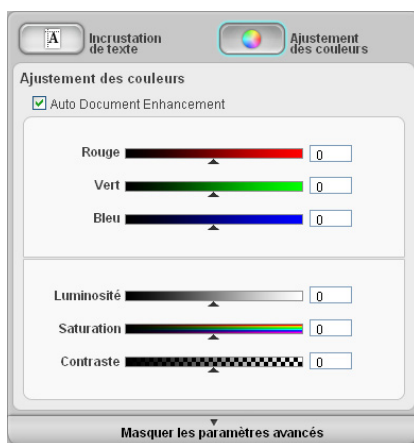 A
Incrustation
de texte
Ajustement
des couleurs
Ajustement des couleurs
Auto Document Enhancement
Rouge 0
Vert 0
Bleu 0
Luminosité 0
Saturation 0
Contraste 0
Masquer les paramètres avancés